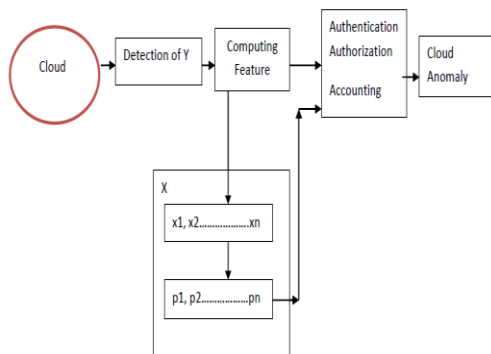 Cloud
Detection of Y
Computing
Feature
Authentication
Authorization
Accounting
Cloud
Anomaly
X
x1, x2...................xn
p1, p2..................pn